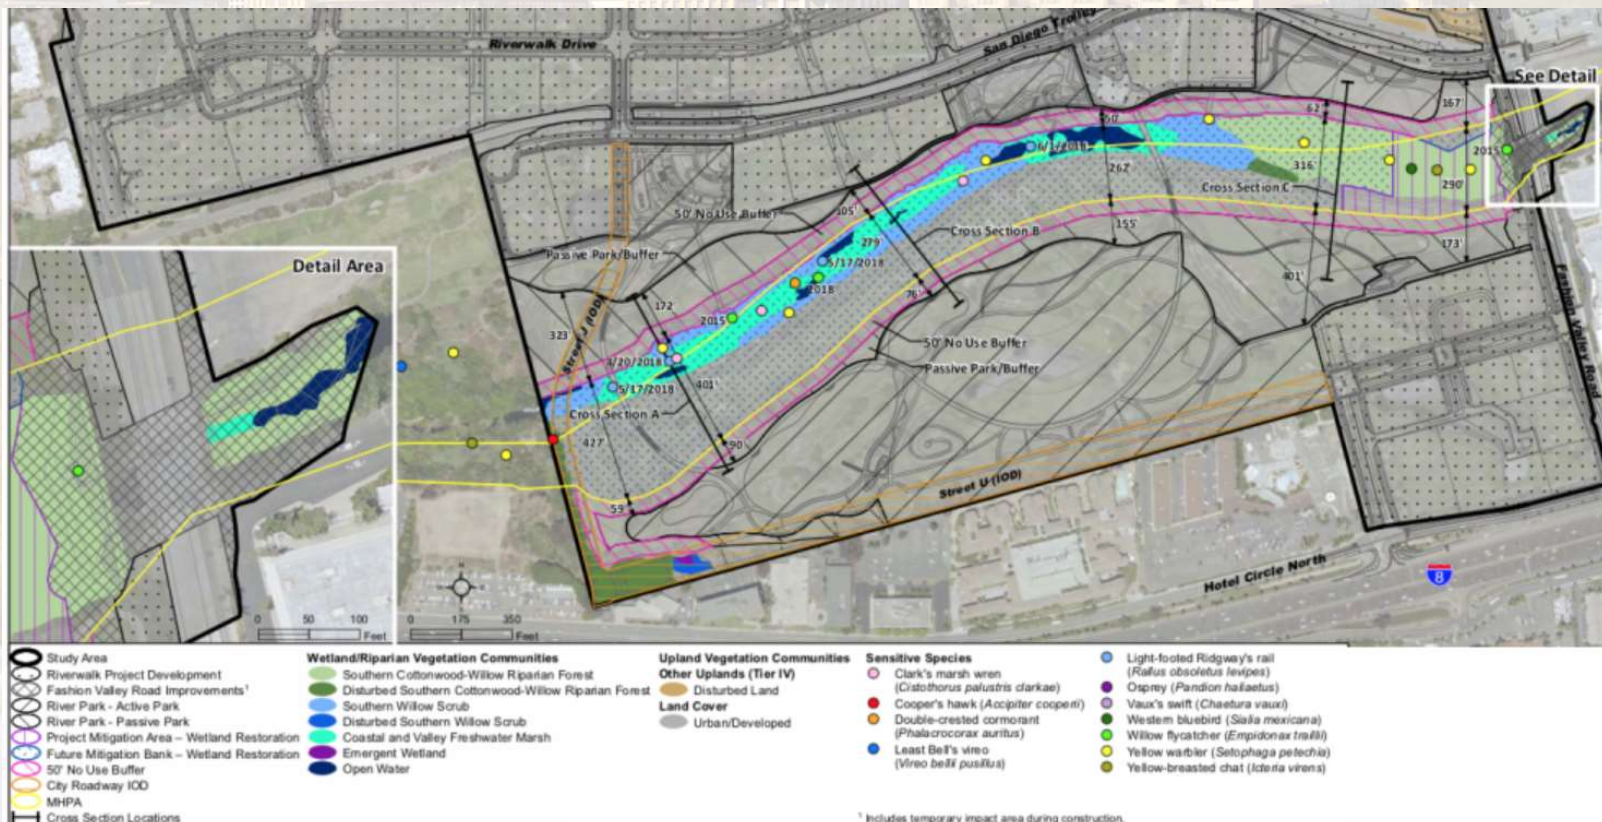 Riverwalk Drive
San Diego Trolley
See Detail
167'
62'
50'
6/1/2015
2015
316'
262'
290'
Cross Section C
50' No Use Buffer
105'
155'
Cross Section B
173'
279'
Passive Park/Buffer
5/17/2018
401'
Detail Area
2018
76'
172'
2015
323'
Street J (IOD)
50' No Use Buffer
Fashion Valley Road
4/20/2018
Passive Park/Buffer
5/17/2018
401'
Cross Section A
427'
90'
Street U (IOD)
59'
Hotel Circle North
8
N
0 50 100
Feet
0 175 350
Feet
Study Area
Riverwalk Project Development
Fashion Valley Road Improvements1
River Park - Active Park
River Park - Passive Park
Project Mitigation Area – Wetland Restoration
Future Mitigation Bank – Wetland Restoration
50' No Use Buffer
City Roadway IOD
MHPA
Cross Section Locations
Wetland/Riparian Vegetation Communities
Southern Cottonwood-Willow Riparian Forest
Disturbed Southern Cottonwood-Willow Riparian Forest
Southern Willow Scrub
Disturbed Southern Willow Scrub
Coastal and Valley Freshwater Marsh
Emergent Wetland
Open Water
Upland Vegetation Communities
Other Uplands (Tier IV)
Disturbed Land
Land Cover
Urban/Developed
Sensitive Species
Clark's marsh wren
(Cistothorus palustris clarkae)
Cooper's hawk (Accipiter cooperii)
Double-crested cormorant
(Phalacrocorax auritus)
Least Bell's vireo
(Vireo bellii pusillus)
Light-footed Ridgway's rail
(Rallus obsoletus levipes)
Osprey (Pandion haliaetus)
Vaux's swift (Chaetura vauxi)
Western bluebird (Sialia mexicana)
Willow flycatcher (Empidonax traillii)
Yellow warbler (Setophaga petechia)
Yellow-breasted chat (Icteria virens)
1 Includes temporary impact area during construction.